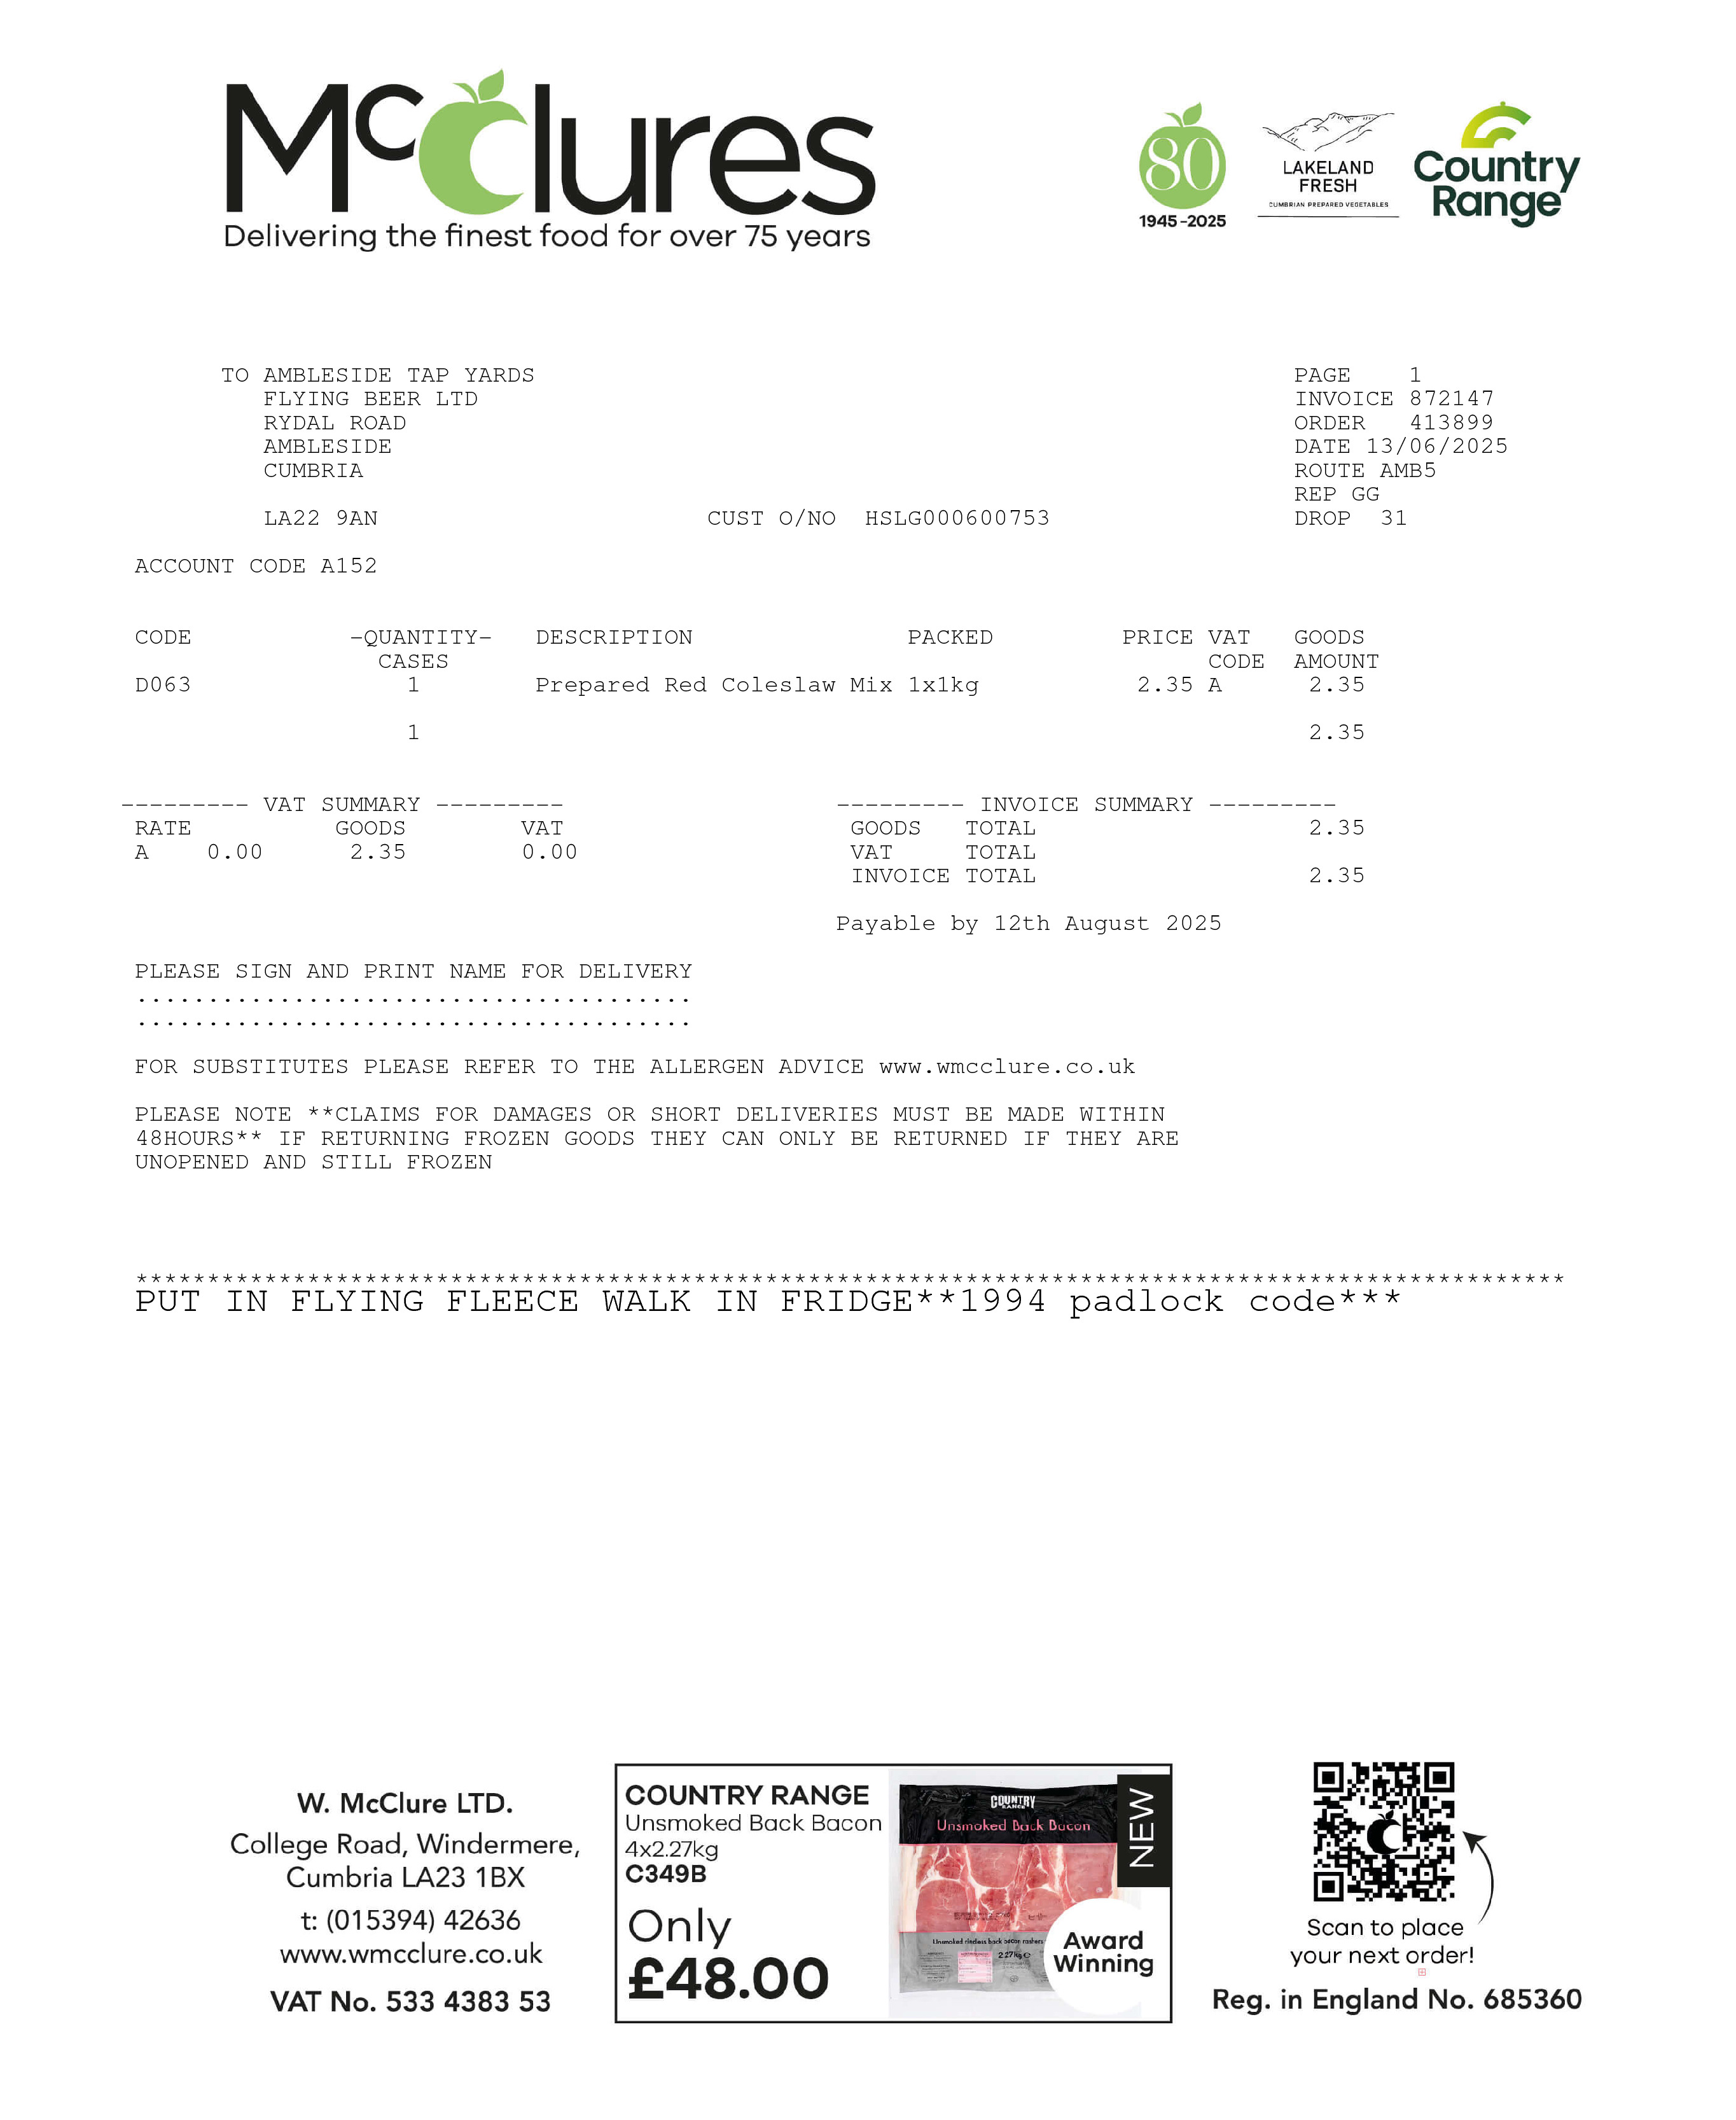 McClures
Delivering the finest food for over 75 years
80
1945-2025
LAKELAND
FRESH
CUMBRIAN PREPARED VEGETABLES
Country
Range
TO AMBLESIDE TAP YARDS PAGE 1
FLYING BEER LTD INVOICE 872147
RYDAL ROAD ORDER 413899
AMBLESIDE DATE 13/06/2025
CUMBRIA ROUTE AMB5
REP GG
LA22 9AN CUST O/NO HSLG000600753 DROP 31
ACCOUNT CODE A152
CODE -QUANTITY- DESCRIPTION PACKED PRICE VAT GOODS
CASES CODE AMOUNT
D063 1 Prepared Red Coleslaw Mix 1x1kg 2.35 A 2.35
1 2.35
--------- VAT SUMMARY --------- --------- INVOICE SUMMARY ---------
RATE GOODS VAT GOODS TOTAL 2.35
A 0.00 2.35 0.00 VAT TOTAL
INVOICE TOTAL 2.35
Payable by 12th August 2025
PLEASE SIGN AND PRINT NAME FOR DELIVERY
.......................................
.......................................
FOR SUBSTITUTES PLEASE REFER TO THE ALLERGEN ADVICE www.wmcclure.co.uk
PLEASE NOTE **CLAIMS FOR DAMAGES OR SHORT DELIVERIES MUST BE MADE WITHIN
48HOURS** IF RETURNING FROZEN GOODS THEY CAN ONLY BE RETURNED IF THEY ARE
UNOPENED AND STILL FROZEN
****************************************************************************************************
PUT IN FLYING FLEECE WALK IN FRIDGE**1994 padlock code***
W. McClure LTD.
College Road, Windermere,
Cumbria LA23 1BX
t: (015394) 42636
www.wmcclure.co.uk
VAT No. 533 4383 53
COUNTRY RANGE
Unsmoked Back Bacon
4x2.27kg
C349B
Only
£48.00
COUNTRY
RANGE
Unsmoked Back Bacon
Unsmoked rindless back bacon rashers
2.27kg e
NEW
Award
Winning
Scan to place
your next order!
Reg. in England No. 685360